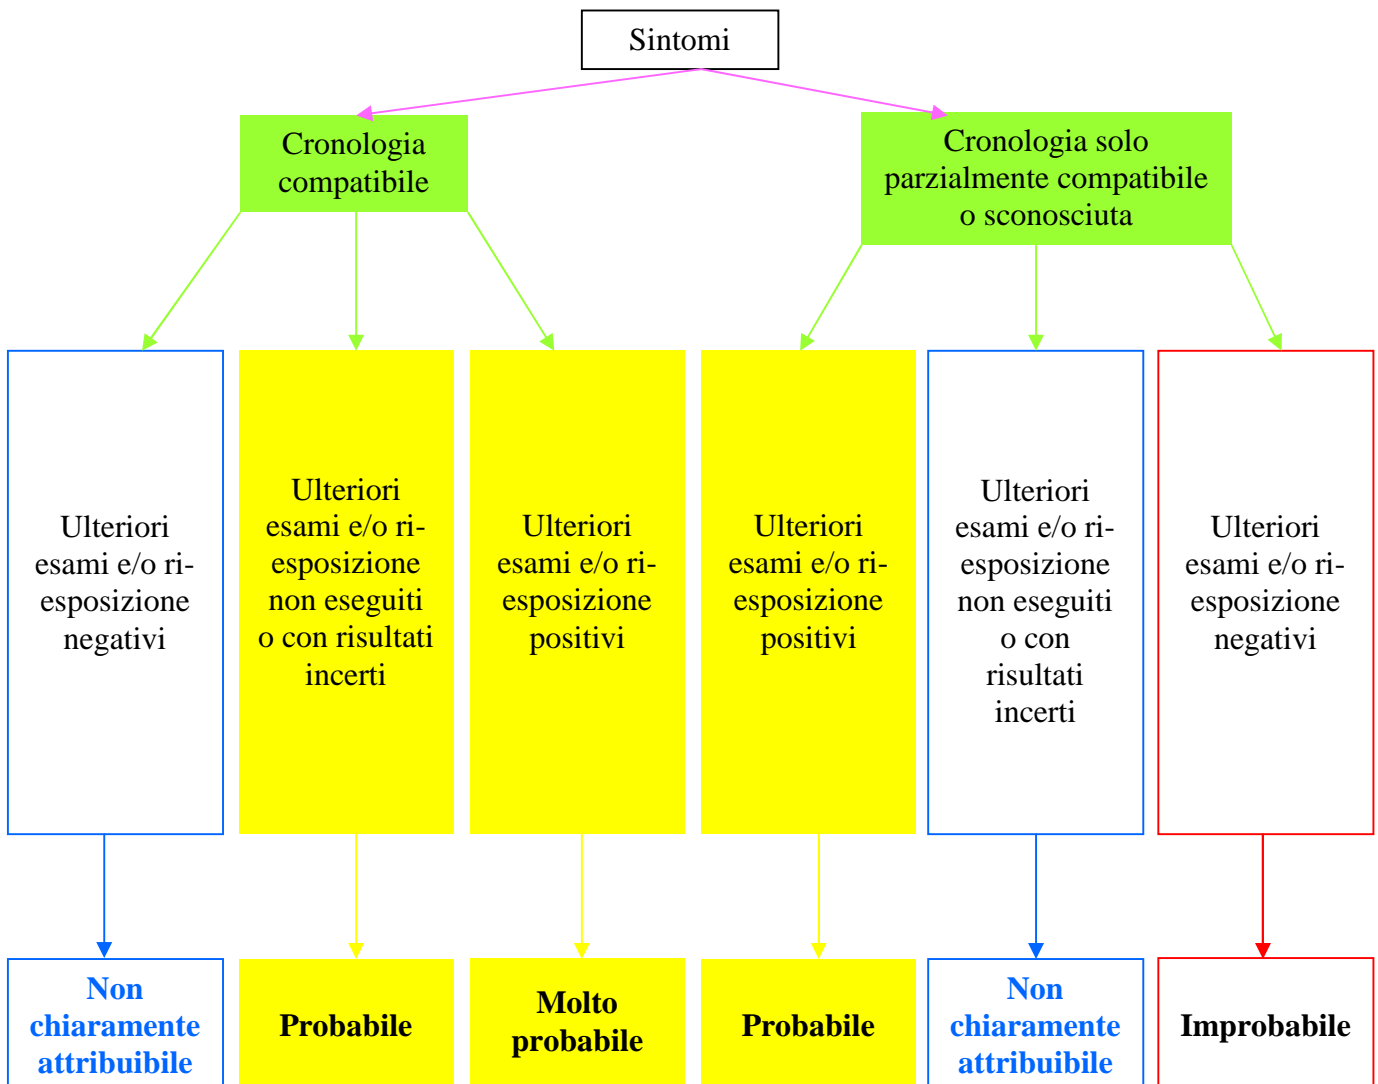 Sintomi
Cronologia
compatibile
Cronologia solo
parzialmente compatibile
o sconosciuta
Ulteriori
esami e/o ri-
esposizione
negativi
Ulteriori
esami e/o ri-
esposizione
non eseguiti
o con risultati
incerti
Ulteriori
esami e/o ri-
esposizione
positivi
Ulteriori
esami e/o ri-
esposizione
positivi
Ulteriori
esami e/o ri-
esposizione
non eseguiti
o con
risultati
incerti
Ulteriori
esami e/o ri-
esposizione
negativi
Non
chiaramente
attribuibile
Probabile
Molto
probabile
Probabile
Non
chiaramente
attribuibile
Improbabile